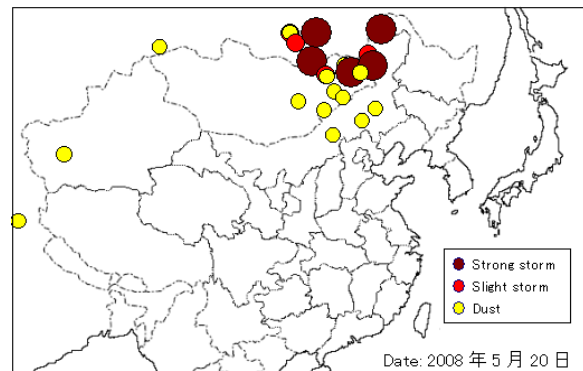 Strong storm
Slight storm
Dust
Date: 2008 年 5 月 20 日